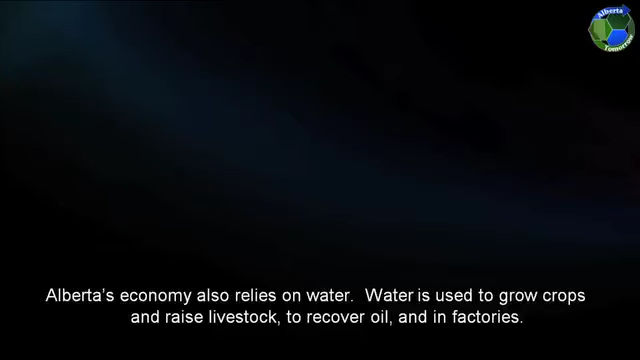 Alberta
Tomorrow
Alberta's economy also relies on water.  Water is used to grow crops
and raise livestock, to recover oil, and in factories.